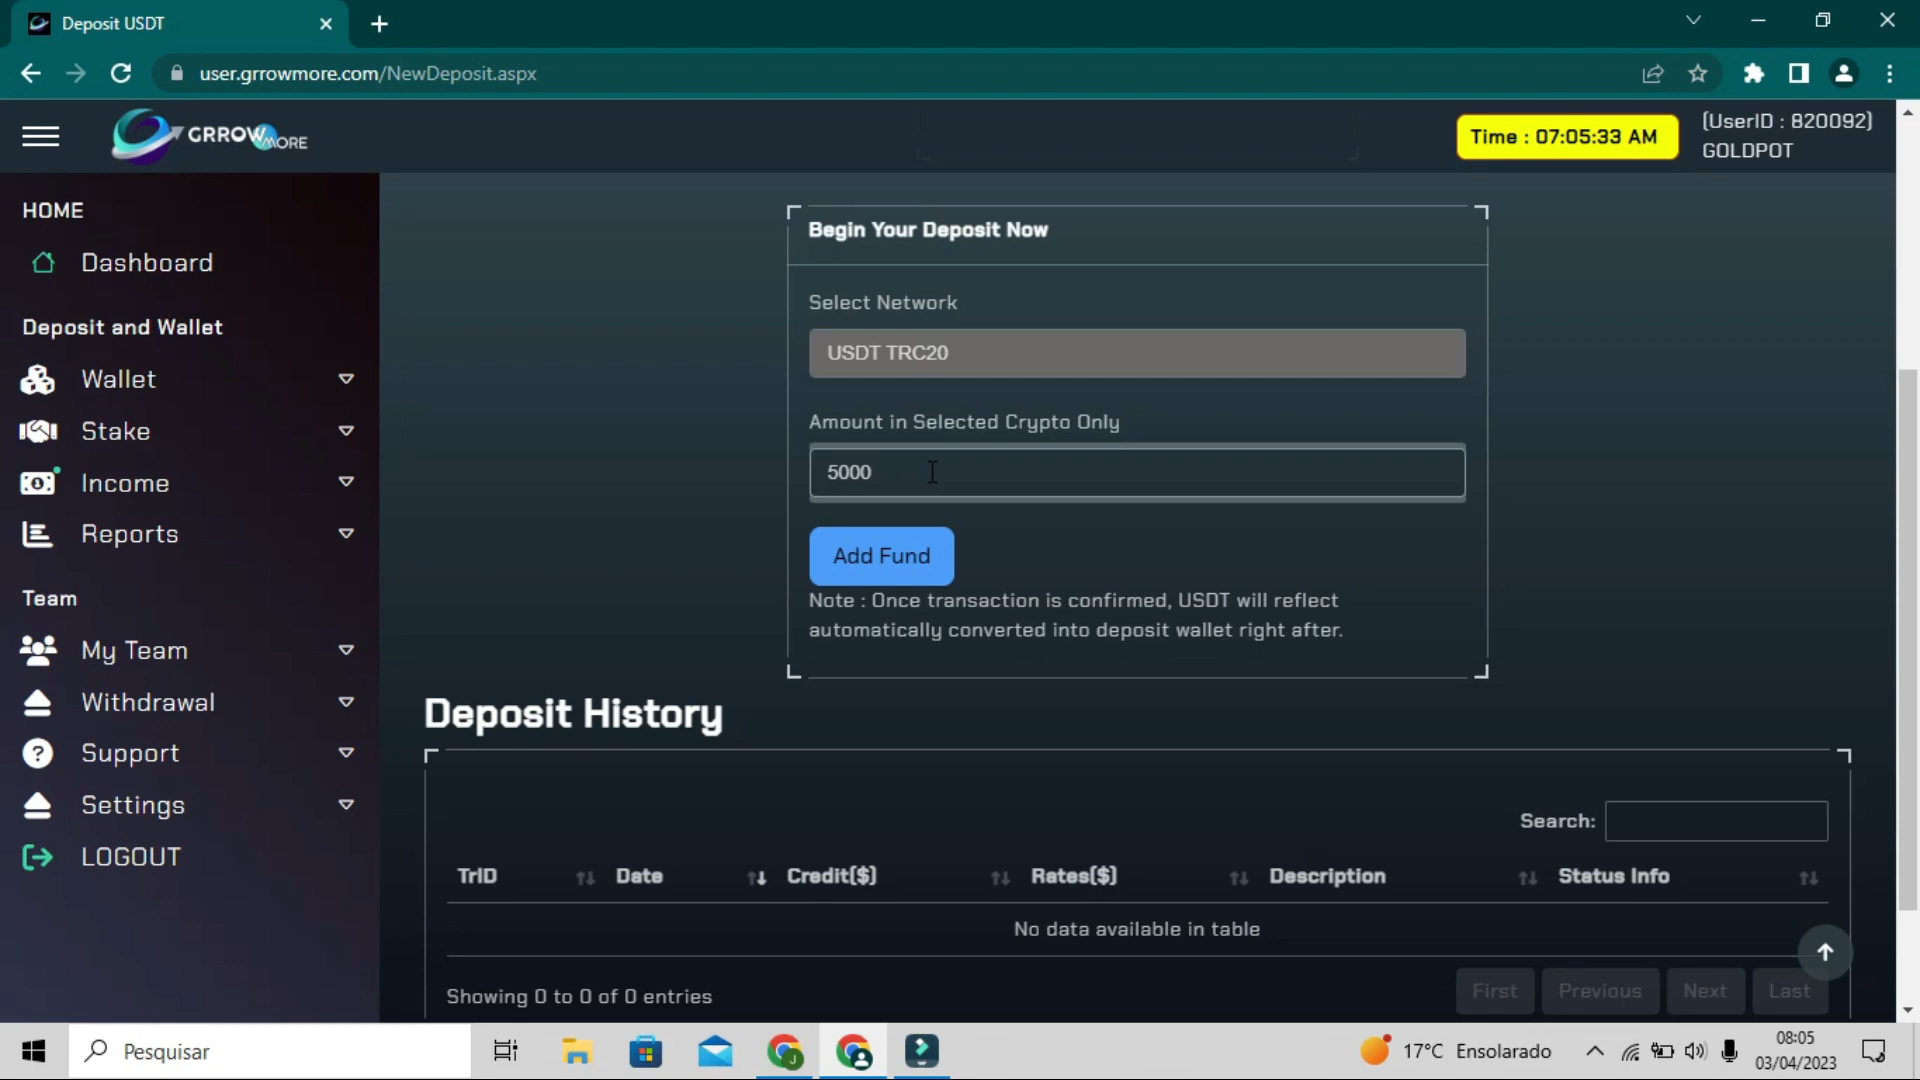 Deposit USDT
user.grrowmore.com/NewDeposit.aspx
GRROW MORE
Time : 07:05:33 AM
(UserID : 820092)
GOLDPOT
HOME
Dashboard
Deposit and Wallet
Wallet
Stake
Income
Reports
Team
My Team
Withdrawal
Support
Settings
LOGOUT
Begin Your Deposit Now
Select Network
USDT TRC20
Amount in Selected Crypto Only
5000
Add Fund
Note : Once transaction is confirmed, USDT will reflect
automatically converted into deposit wallet right after.
Deposit History
Search:
TrID Date Credit($) Rates($) Description Status Info
No data available in table
Showing 0 to 0 of 0 entries
First Previous Next Last
Pesquisar
J
17°C Ensolarado
08:05
03/04/2023